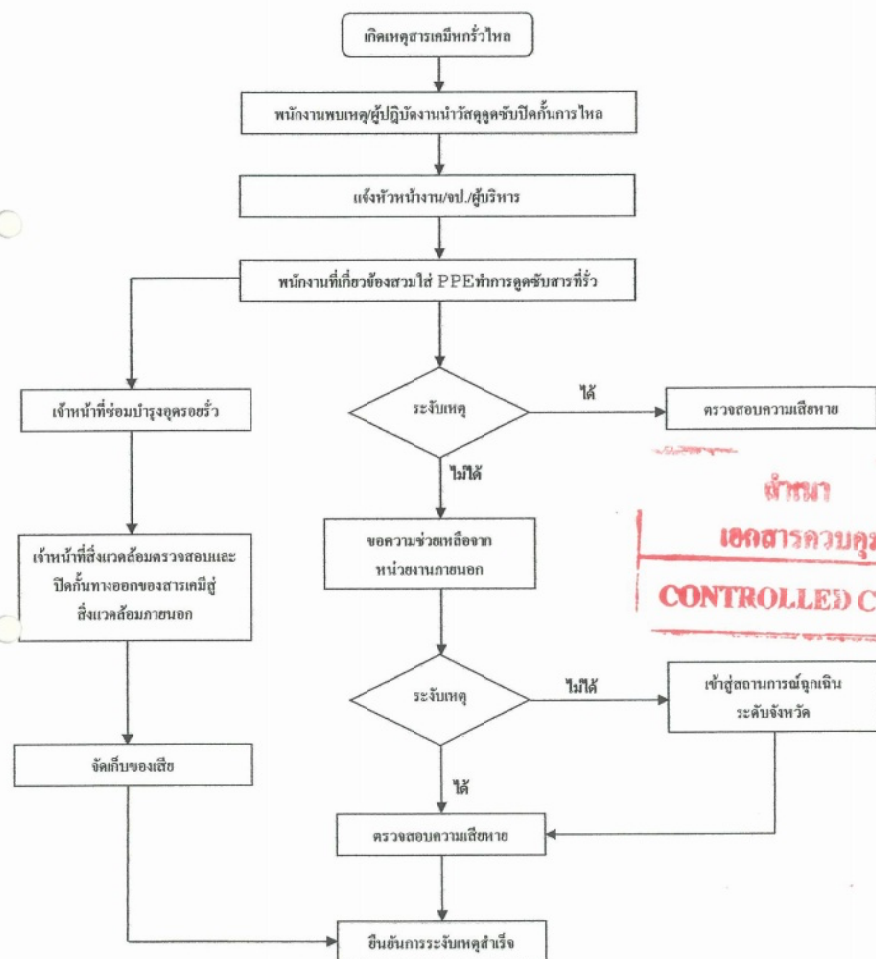 เกิดเหตุสารเคมีหกรั่วไหล
พนักงานพบเหตุ/ผู้ปฏิบัติงานนำวัสดุดูดซับปิดกั้นการไหล
แจ้งหัวหน้างาน/จป./ผู้บริหาร
พนักงานที่เกี่ยวข้องสวมใส่ PPEทำการดูดซับสารที่รั่ว
เจ้าหน้าที่ซ่อมบำรุงอุดรอยรั่ว
ระงับเหตุ
ได้
ตรวจสอบความเสียหาย
ไม่ได้
สำเนา
เอกสารควบคุม
CONTROLLED C
เจ้าหน้าที่สิ่งแวดล้อมตรวจสอบและ
ปิดกั้นทางออกของสารเคมีสู่
สิ่งแวดล้อมภายนอก
ขอความช่วยเหลือจาก
หน่วยงานภายนอก
ระงับเหตุ
ไม่ได้
เข้าสู่สถานการณ์ฉุกเฉิน
ระดับจังหวัด
จัดเก็บของเสีย
ได้
ตรวจสอบความเสียหาย
ยืนยันการระงับเหตุสำเร็จ